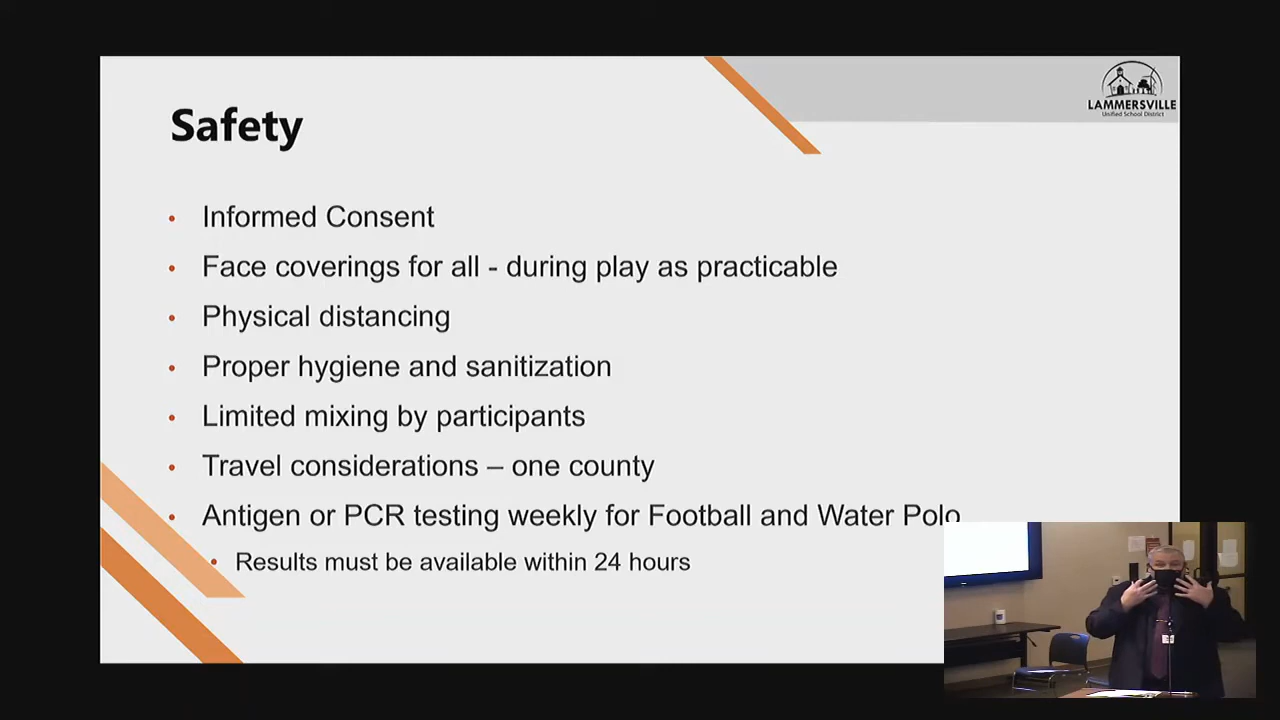 LAMMERSVILLE
Unified School District
Safety
• Informed Consent
• Face coverings for all - during play as practicable
• Physical distancing
• Proper hygiene and sanitization
• Limited mixing by participants
• Travel considerations – one county
• Antigen or PCR testing weekly for Football and Water Polo
• Results must be available within 24 hours